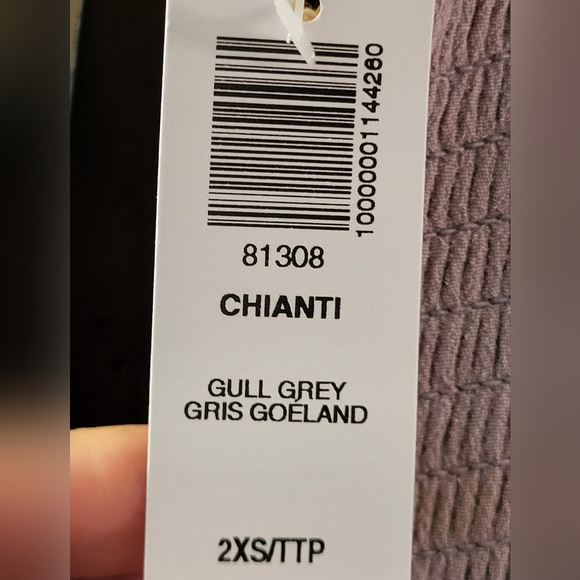 10000001144260
81308
CHIANTI
GULL GREY
GRIS GOÉLAND
2XS/TTP